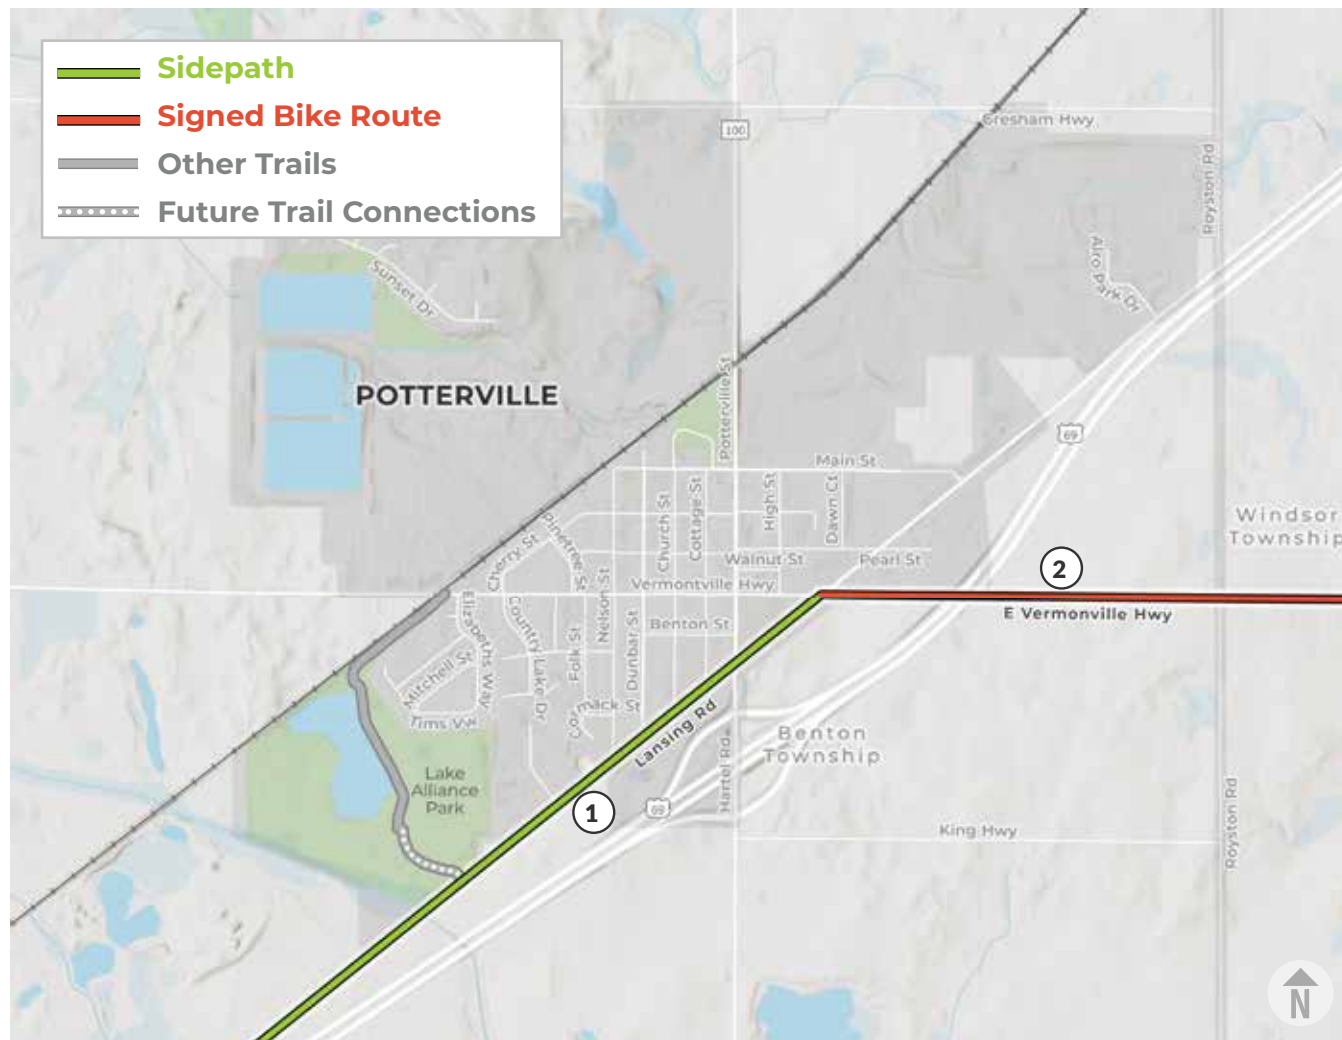 Sidepath
Signed Bike Route
Other Trails
Future Trail Connections
100
Gresham Hwy
Royston Rd
Airo Park Dr
Sunset Dr
POTTERVILLE
Potterville St
69
Main St
Church St
Cottage St
High St
Dawn Ct
Pinetree St
Cherry St
Walnut St
Pearl St
Windsor
Township
Vermontville Hwy
2
E Vermonville Hwy
Elizabeths Way
Country Lake Dr
Nelson St
Folk St
Dunbar St
Benton St
Mitchell St
Tims Vw
Lansing Rd
Hartel Rd
Benton
Township
Lake
Alliance
Park
1
69
King Hwy
Royston Rd
N